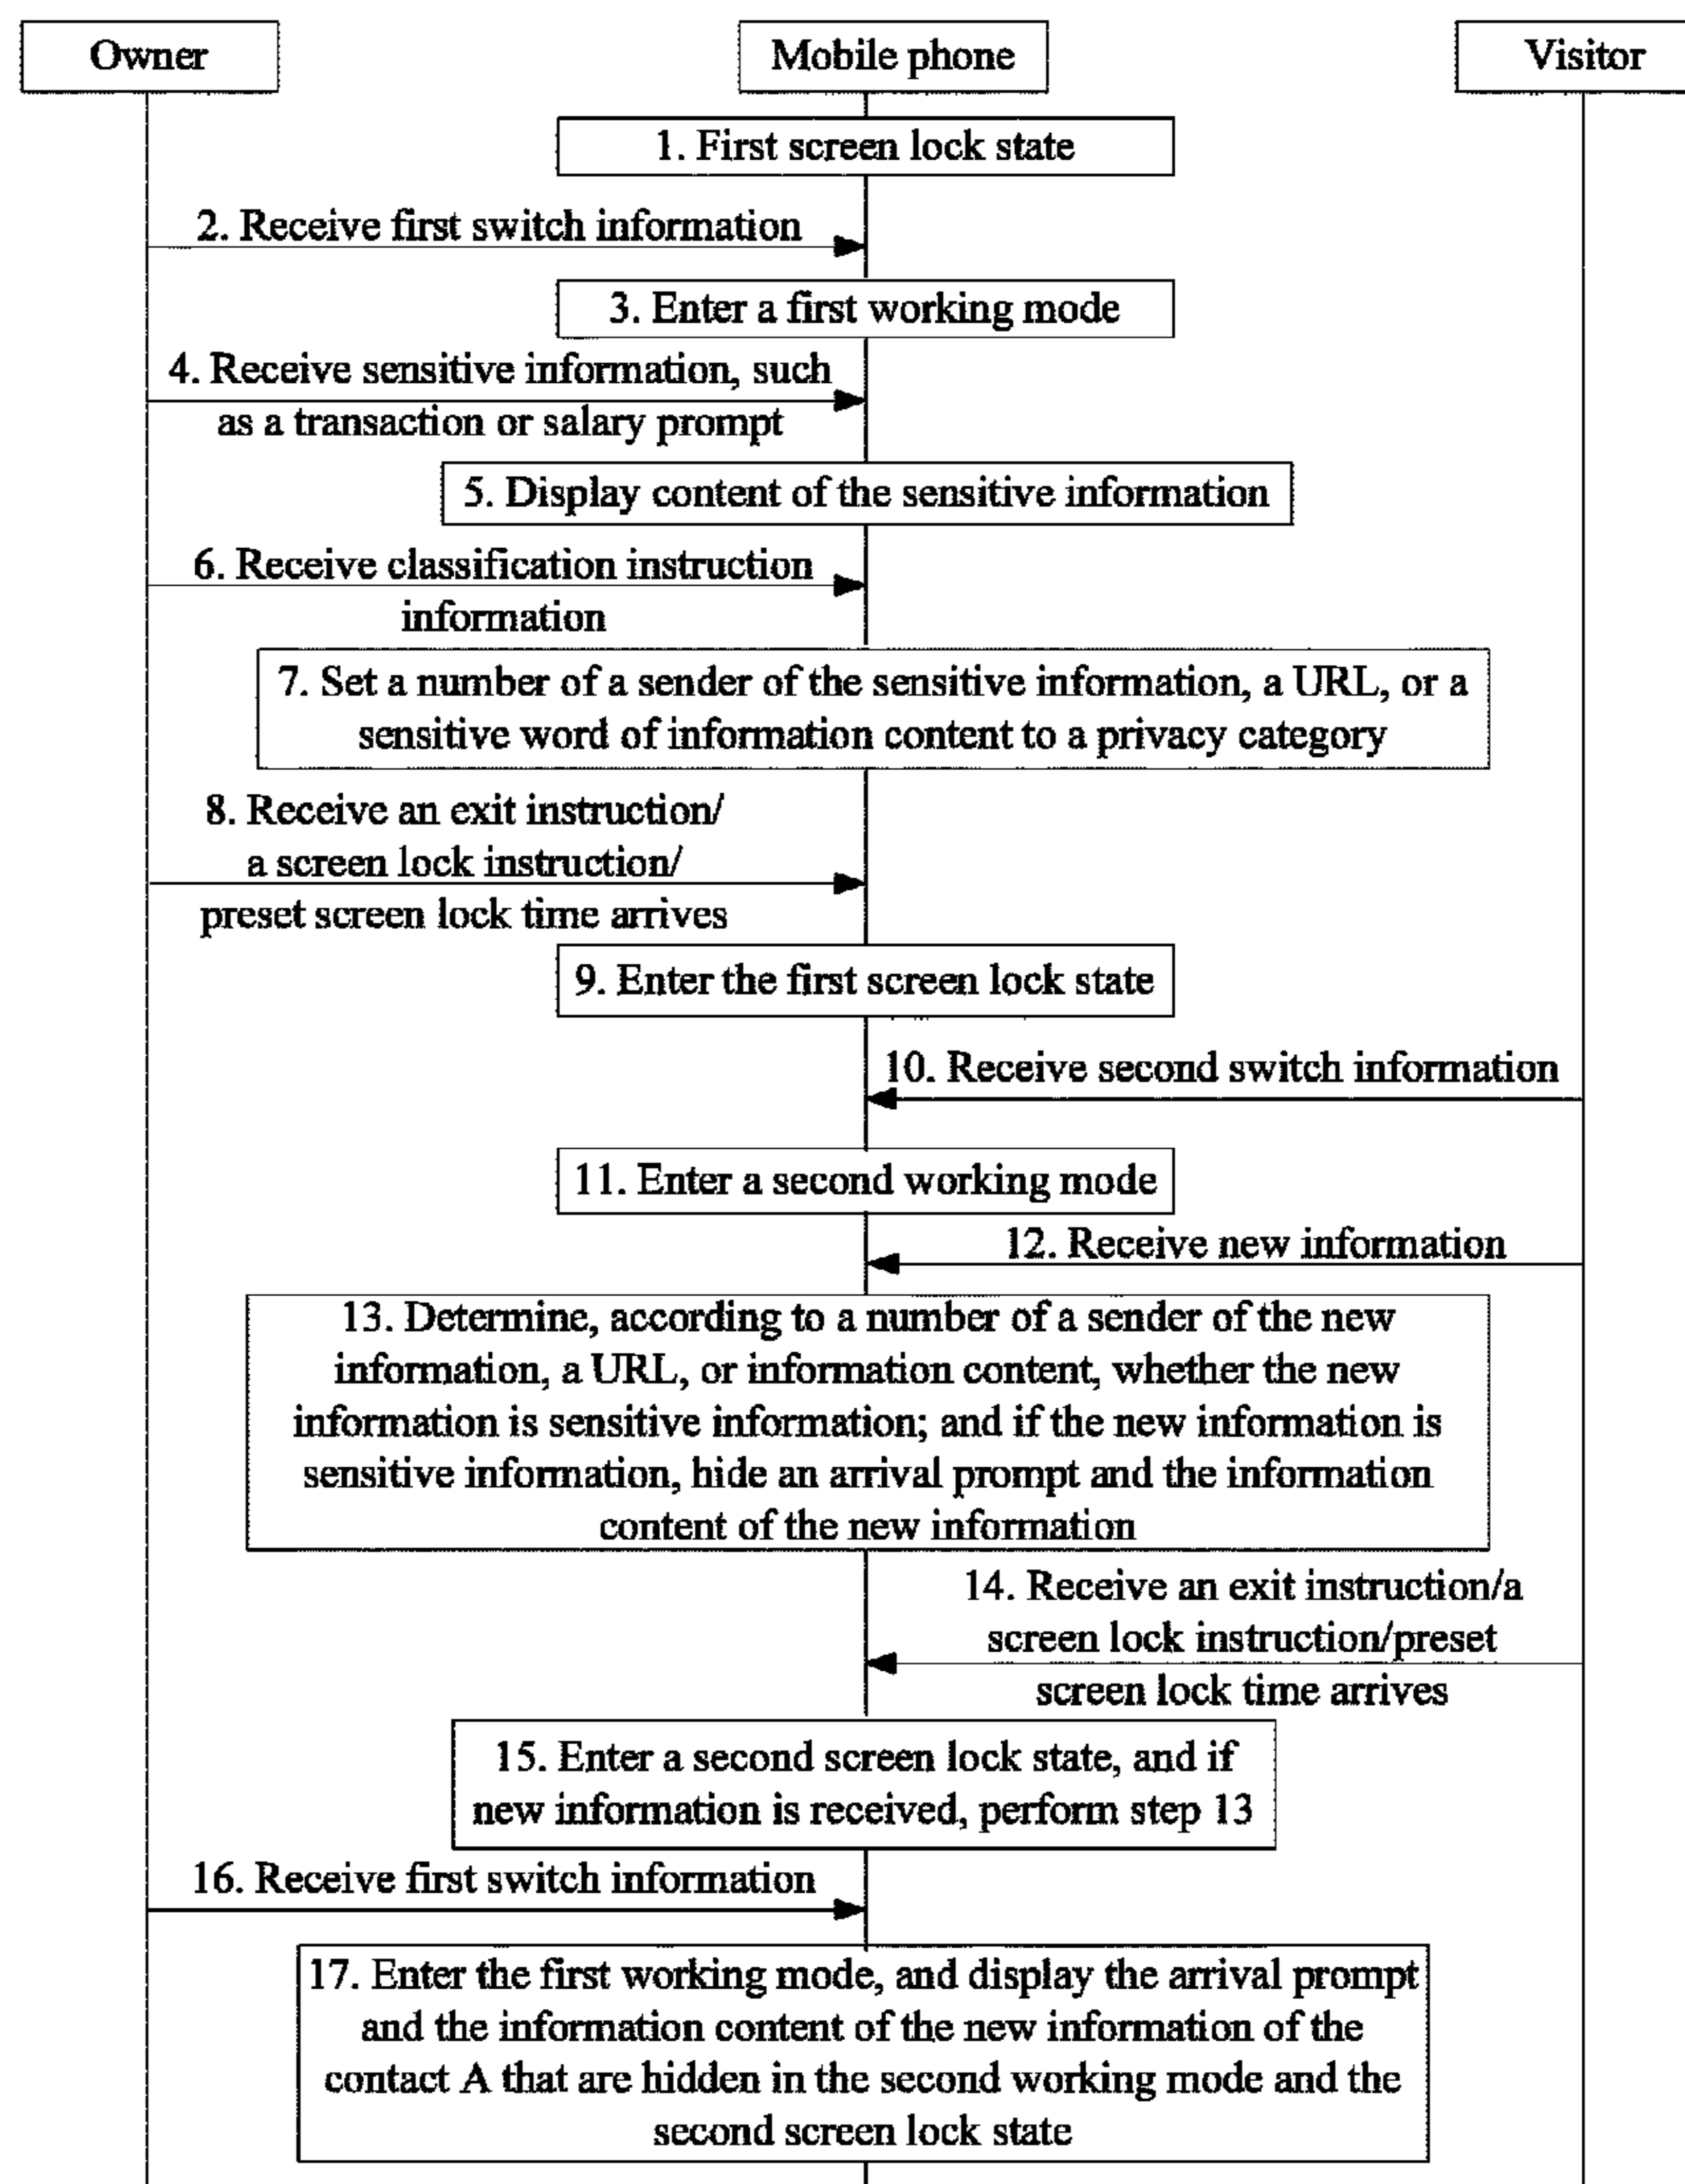 Owner
Mobile phone
Visitor
1. First screen lock state
2. Receive first switch information
3. Enter a first working mode
4. Receive sensitive information, such
as a transaction or salary prompt
5. Display content of the sensitive information
6. Receive classification instruction
information
7. Set a number of a sender of the sensitive information, a URL, or a
sensitive word of information content to a privacy category
8. Receive an exit instruction/
a screen lock instruction/
preset screen lock time arrives
9. Enter the first screen lock state
10. Receive second switch information
11. Enter a second working mode
12. Receive new information
13. Determine, according to a number of a sender of the new
information, a URL, or information content, whether the new
information is sensitive information; and if the new information is
sensitive information, hide an arrival prompt and the information
content of the new information
14. Receive an exit instruction/a
screen lock instruction/preset
screen lock time arrives
15. Enter a second screen lock state, and if
new information is received, perform step 13
16. Receive first switch information
17. Enter the first working mode, and display the arrival prompt
and the information content of the new information of the
contact A that are hidden in the second working mode and the
second screen lock state